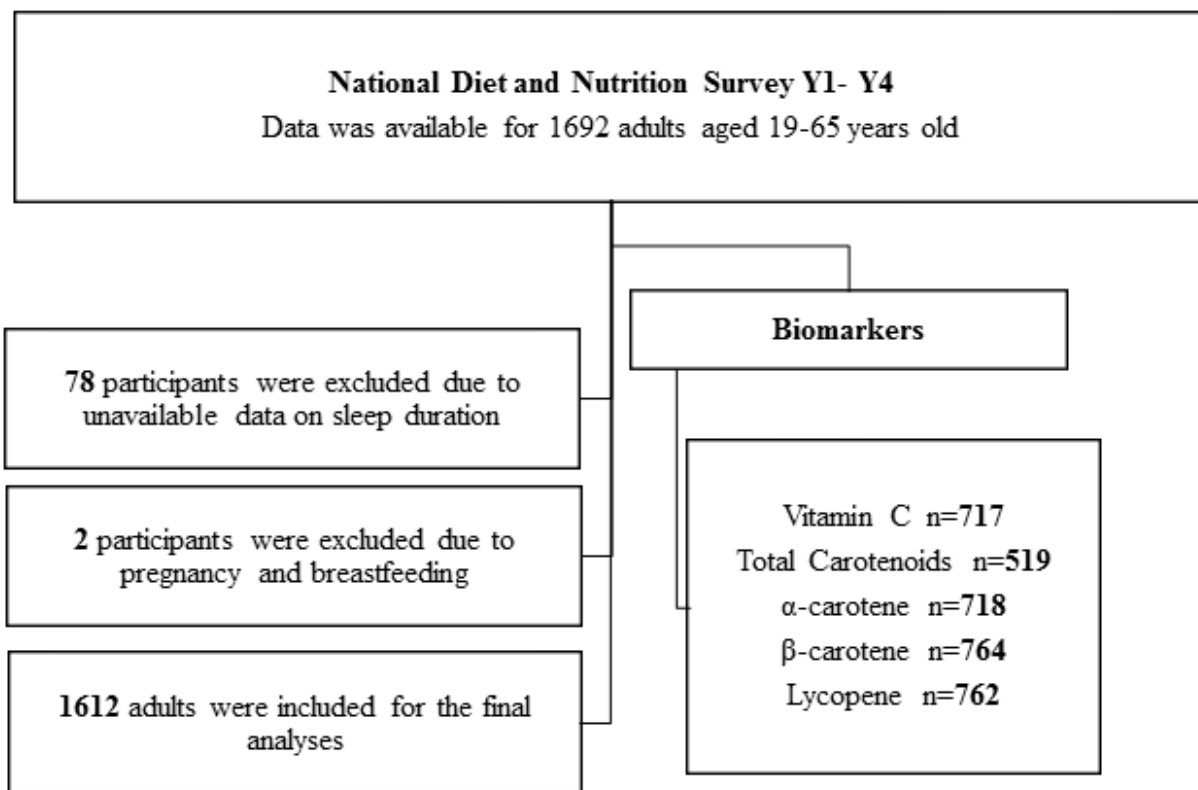 National Diet and Nutrition Survey Y1- Y4
Data was available for 1692 adults aged 19-65 years old
Biomarkers
78 participants were excluded due to
unavailable data on sleep duration
2 participants were excluded due to
pregnancy and breastfeeding
1612 adults were included for the final
analyses
Vitamin C n=717
Total Carotenoids n=519
α-carotene n=718
β-carotene n=764
Lycopene n=762